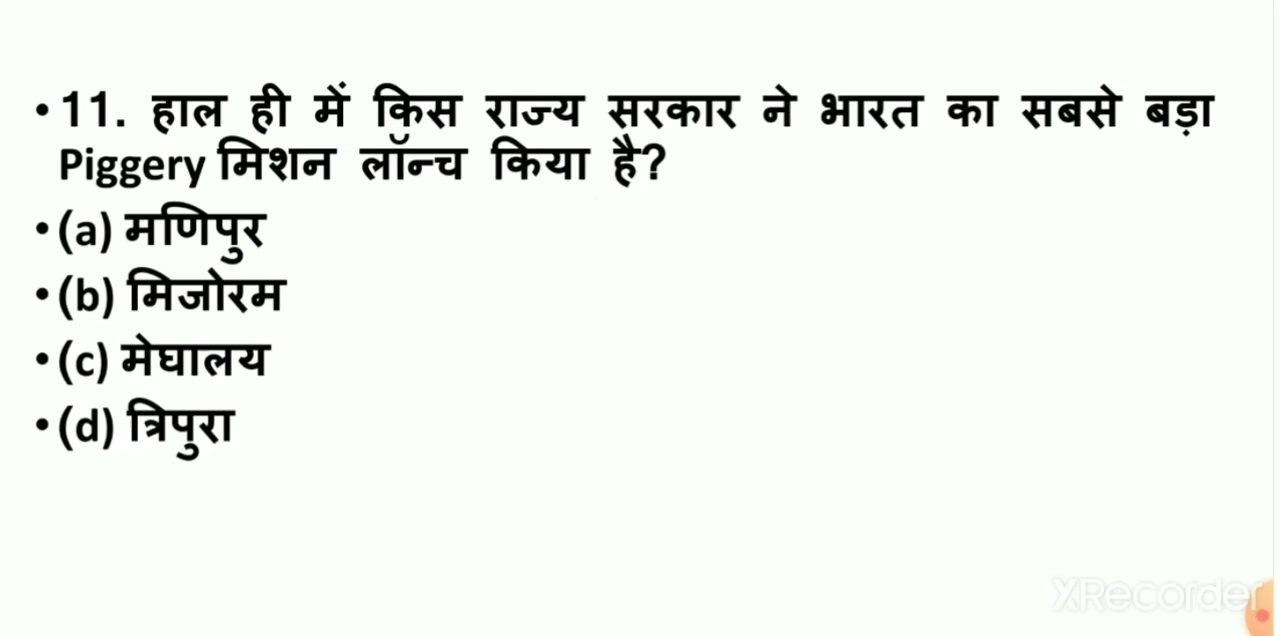 •11. हाल ही में किस राज्य सरकार ने भारत का सबसे बड़ा
Piggery मिशन लॉन्च किया है?
•(a) मणिपुर
•(b) मिजोरम
•(c) मेघालय
•(d) त्रिपुरा
XRecorder